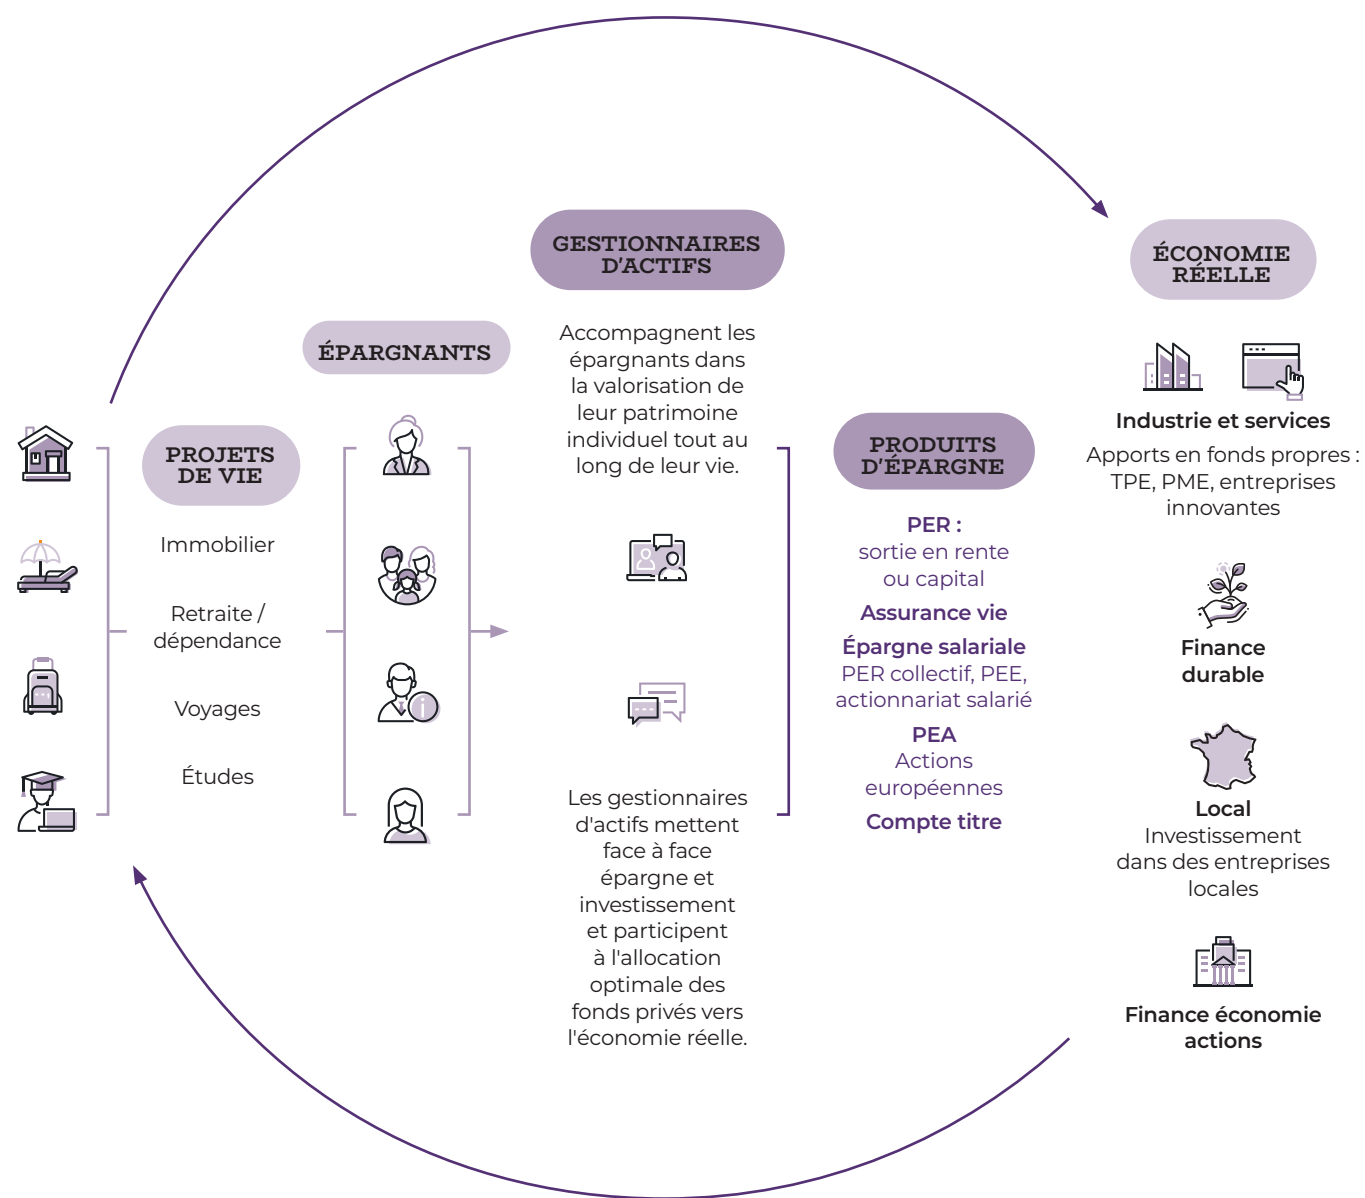 PROJETS
DE VIE
Immobilier
Retraite /
dépendance
Voyages
Études
ÉPARGNANTS
GESTIONNAIRES
D'ACTIFS
Accompagnent les
épargnants dans
la valorisation de
leur patrimoine
individuel tout au
long de leur vie.
Les gestionnaires
d'actifs mettent
face à face
épargne et
investissement
et participent
à l'allocation
optimale des
fonds privés vers
l'économie réelle.
PRODUITS
D'ÉPARGNE
PER :
sortie en rente
ou capital
Assurance vie
Épargne salariale
PER collectif, PEE,
actionnariat salarié
PEA
Actions
européennes
Compte titre
ÉCONOMIE
RÉELLE
Industrie et services
Apports en fonds propres :
TPE, PME, entreprises
innovantes
Finance
durable
Local
Investissement
dans des entreprises
locales
Finance économie
actions